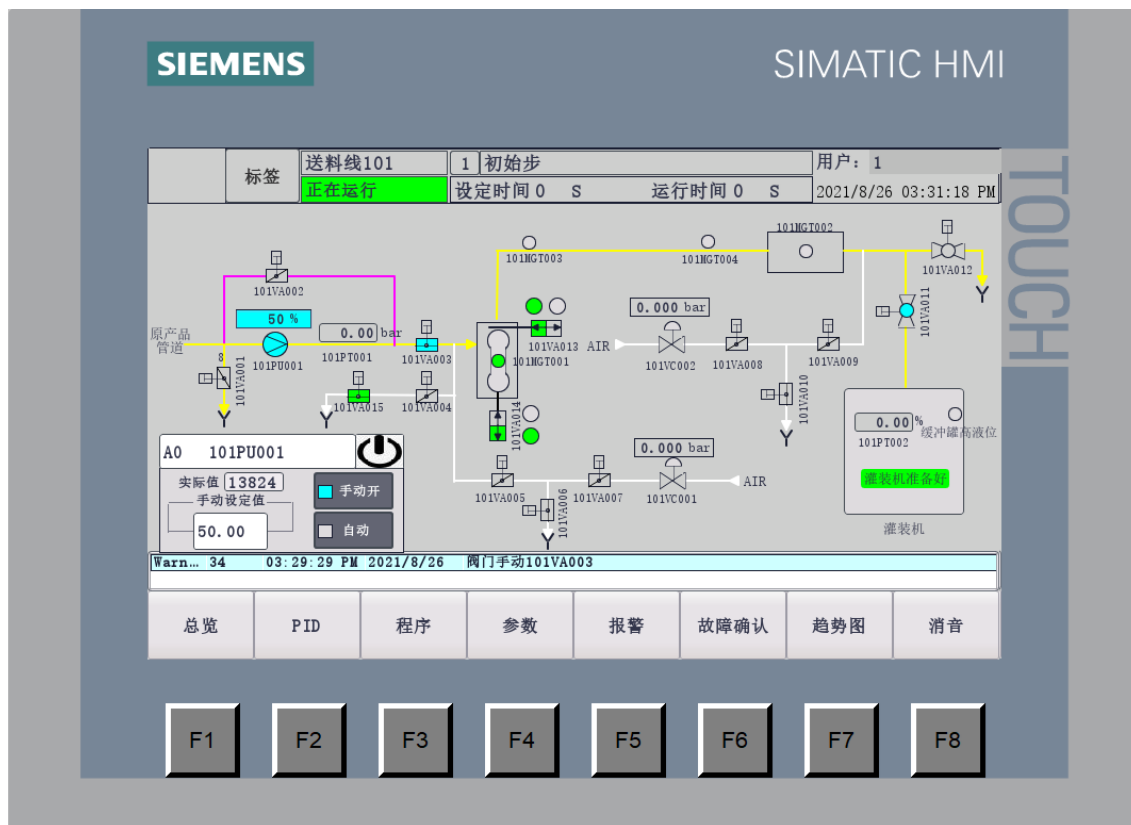 SIEMENS
SIMATIC HMI
TOUCH
标签
送料线101
1
初始步
用户: 1
正在运行
设定时间 0 S
运行时间 0 S
2021/8/26 03:31:18 PM
101MGT002
101MGT003
101MGT004
101VA012
101VA002
101VA011
50 %
0.000 bar
原产品
管道
0.00 bar
101PU001
101PT001
101VA003
101VA013
AIR
101MGT001
101VC002
101VA008
101VA009
8
101VA001
101VA015
101VA004
101VA014
101VA010
0.00 %
缓冲罐高液位
101PT002
A0 101PU001
0.000 bar
实际值 13824
手动开
手动设定值
50.00
自动
101VA005
101VA006
101VA007
101VC001
AIR
灌装机准备好
灌装机
Warn… 34 03:29:29 PM 2021/8/26 阀门手动101VA003
总览
PID
程序
参数
报警
故障确认
趋势图
消音
F1
F2
F3
F4
F5
F6
F7
F8